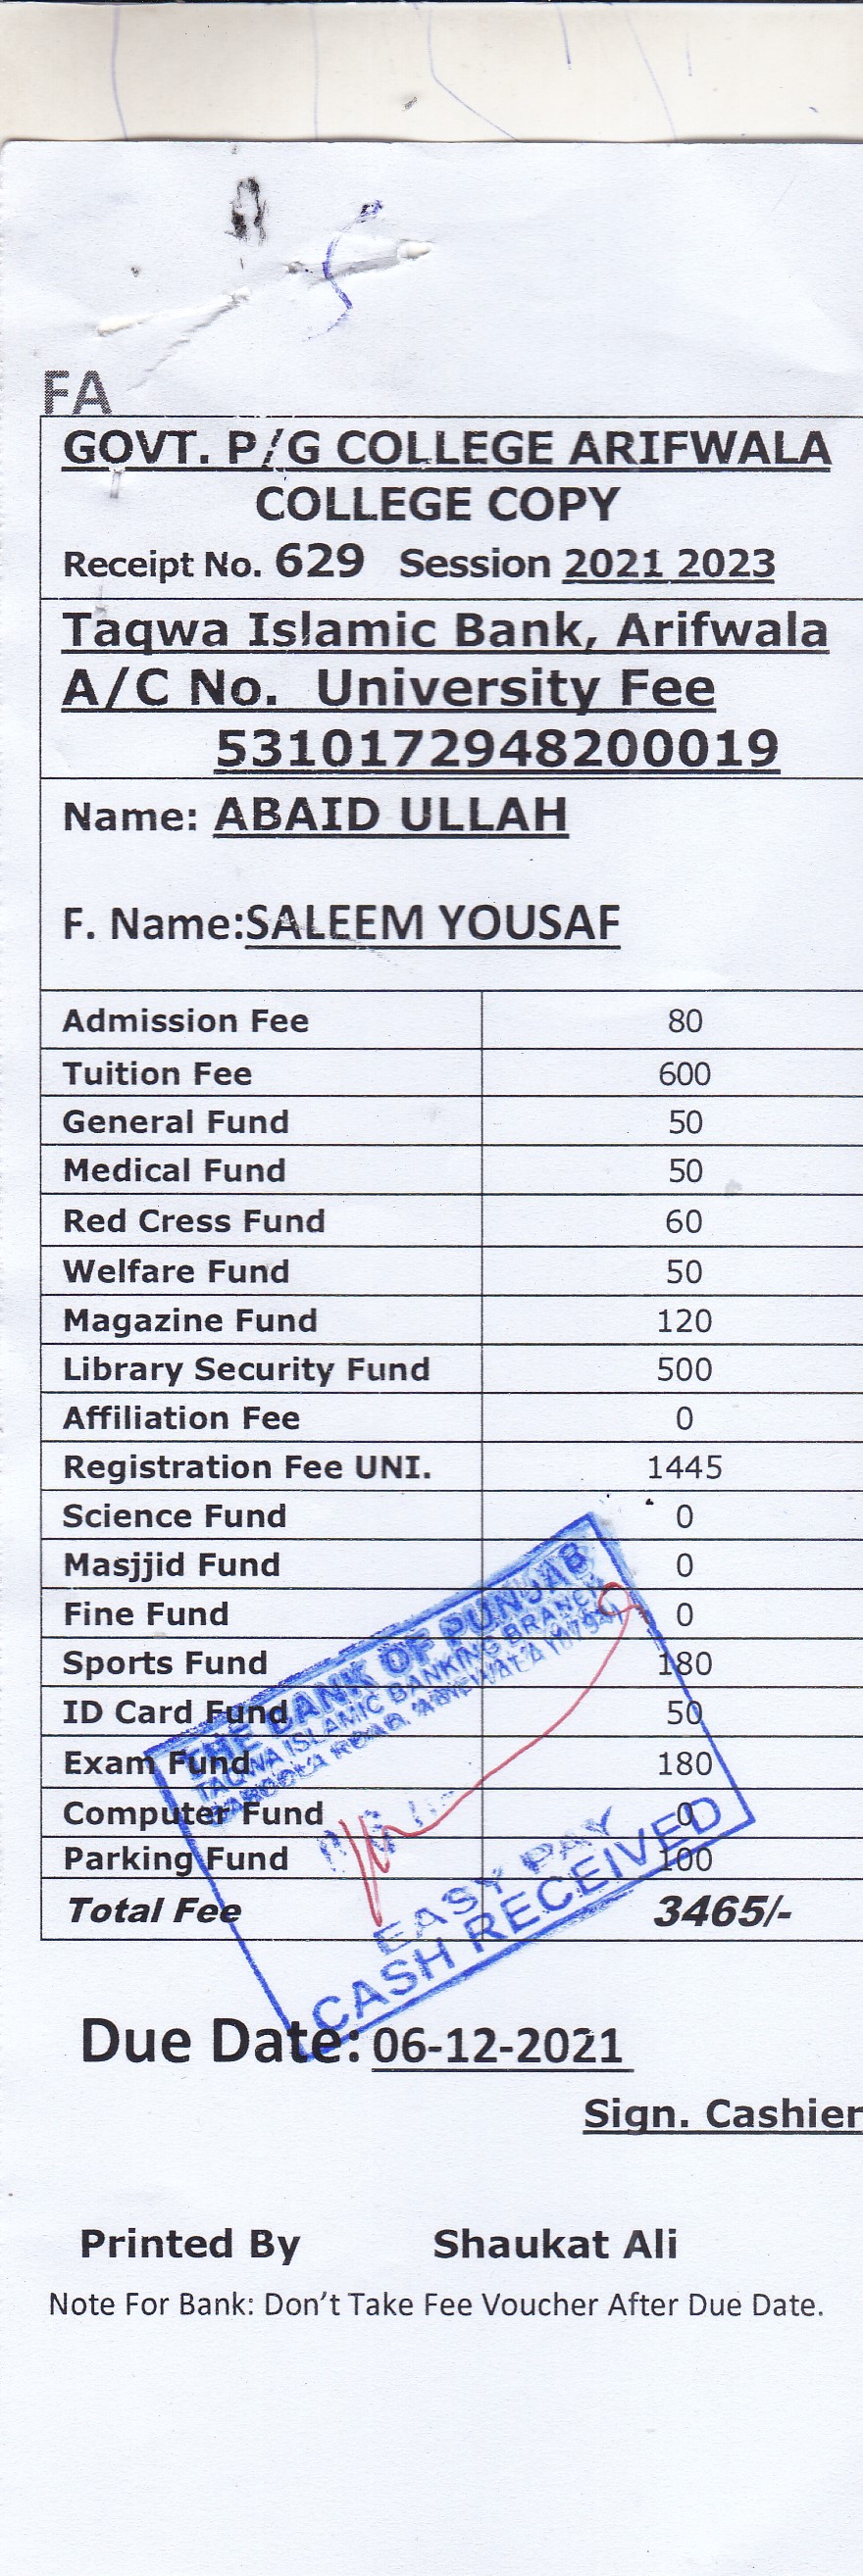 FA
GOVT. P/G COLLEGE ARIFWALA
COLLEGE COPY
Receipt No. 629 Session 2021 2023
Taqwa Islamic Bank, Arifwala
A/C No. University Fee
5310172948200019
Name: ABAID ULLAH
F. Name:SALEEM YOUSAF
Admission Fee 80
Tuition Fee 600
General Fund 50
Medical Fund 50
Red Cress Fund 60
Welfare Fund 50
Magazine Fund 120
Library Security Fund 500
Affiliation Fee 0
Registration Fee UNI. 1445
Science Fund 0
Masjjid Fund 0
Fine Fund 0
Sports Fund 180
ID Card Fund 50
Exam Fund 180
Computer Fund 0
Parking Fund 100
Total Fee 3465/-
THE BANK OF PUNJAB
TAQWA ISLAMIC BANKING BRANCH
ROAD, ARIFWALA
EASY PAY
CASH RECEIVED
Due Date: 06-12-2021
Sign. Cashier
Printed By Shaukat Ali
Note For Bank: Don't Take Fee Voucher After Due Date.